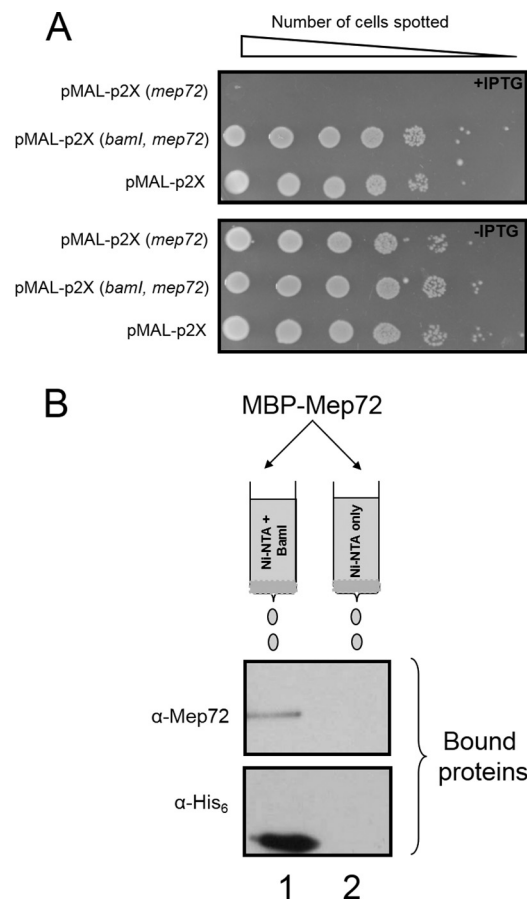 A
Number of cells spotted
+IPTG
pMAL-p2X (mep72)
pMAL-p2X (bamI, mep72)
pMAL-p2X
-IPTG
pMAL-p2X (mep72)
pMAL-p2X (bamI, mep72)
pMAL-p2X
B
MBP-Mep72
Ni-NTA +
BamI
Ni-NTA only
α-Mep72
α-His₆
Bound
proteins
1 2